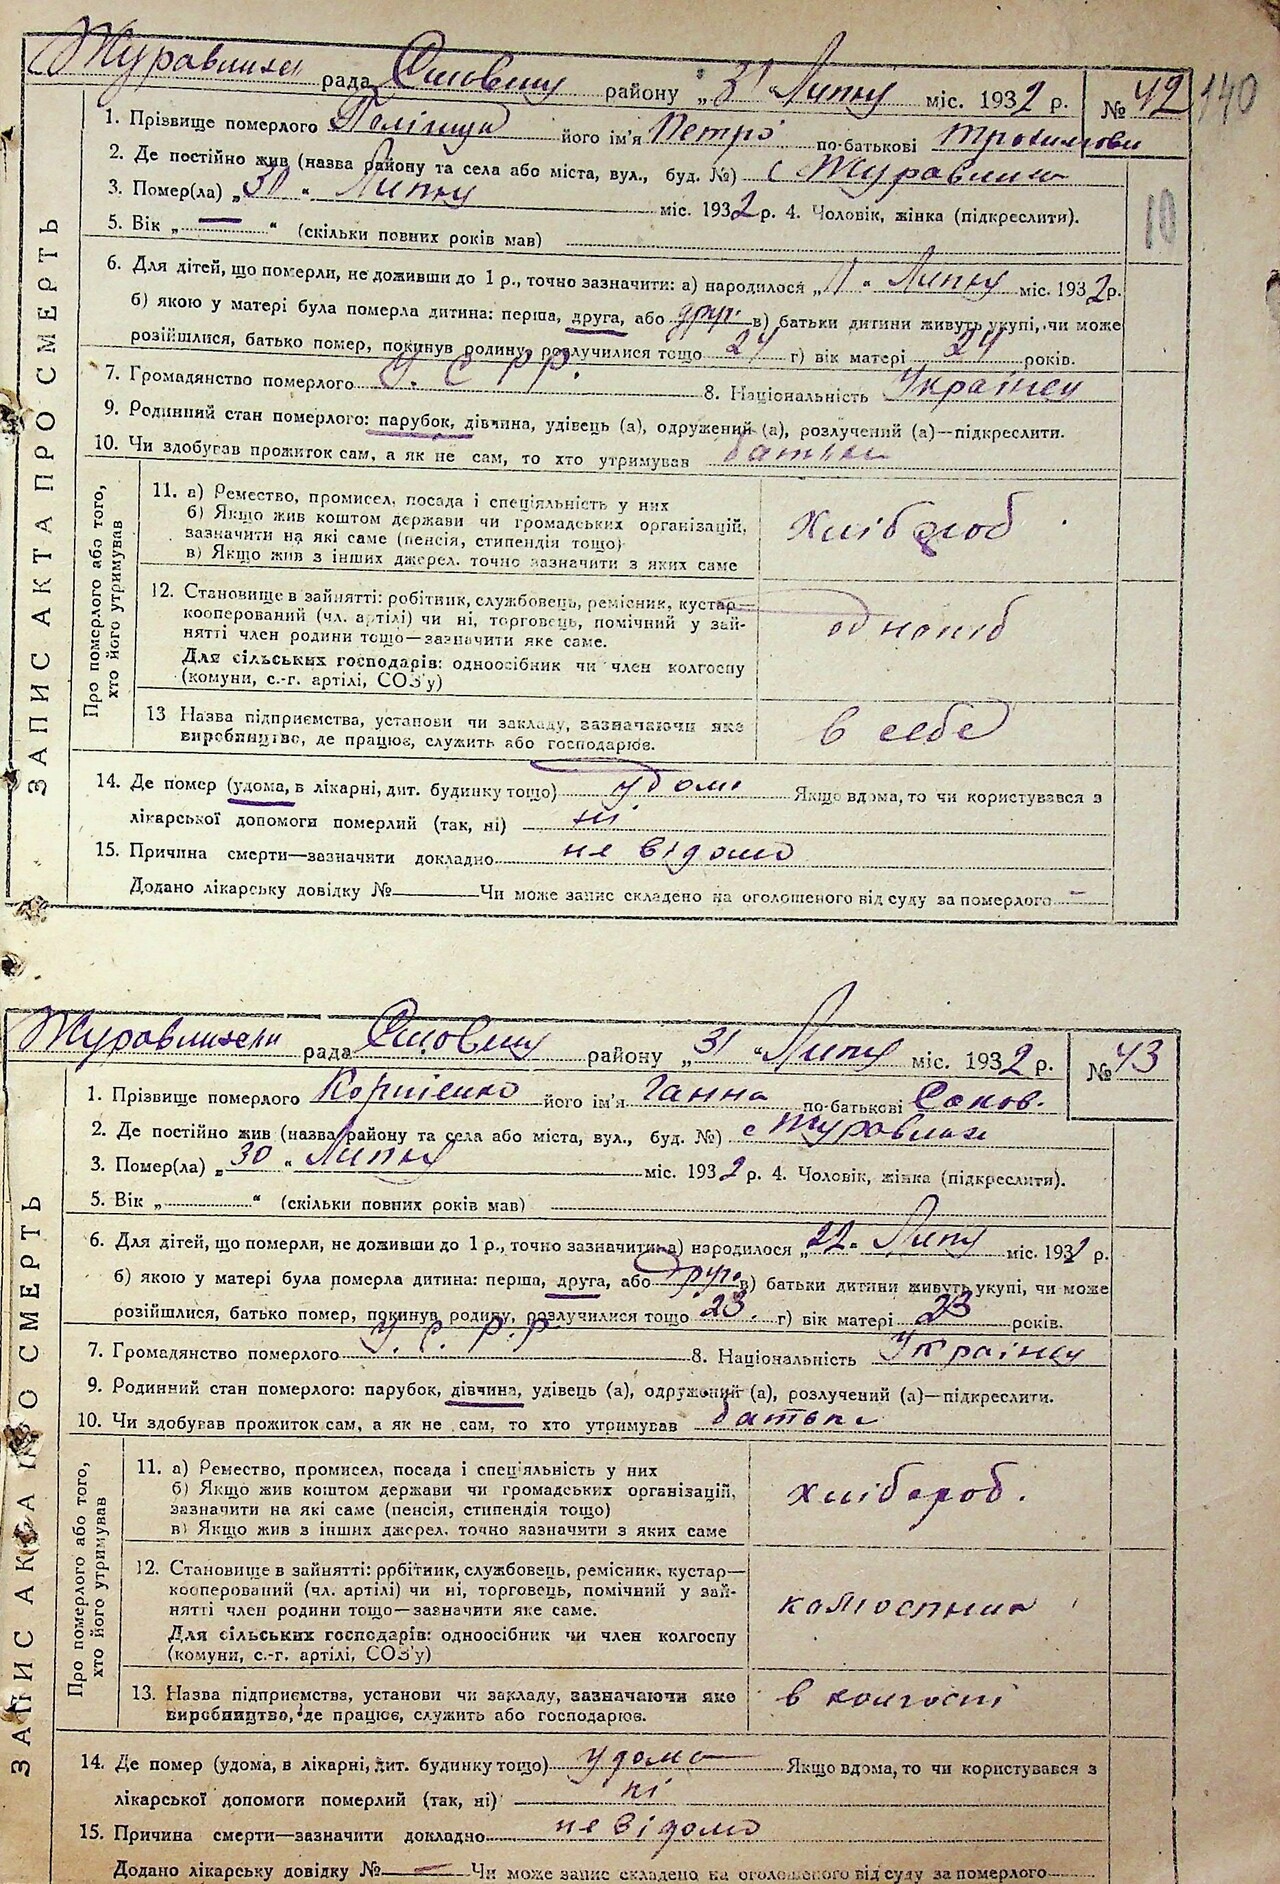 рада району „31 Липню міс. 1932 р. № 42 140
1. Прізвище померлого його ім'я Петро по-батькові
2. Де постійно жив (назва району та села або міста, вул., буд. №) с
3. Помер(ла) „30 “ Липню міс. 1932 р. 4. Чоловік, жінка (підкреслити).
10
5. Вік „ “ (скільки повних років мав)
6. Для дітей, що померли, не доживши до 1 р., точно зазначити: а) народилося „11 “ Липню міс. 1932 р.
б) якою у матері була померла дитина: перша, друга, або друг. в) батьки дитини живуть укупі, чи може
розійшлися, батько помер, покинув родину, розлучилися тощо 24 г) вік матері 24 років.
7. Громадянство померлого У. С. Р. Р. 8. Національність
9. Родинний стан померлого: парубок, дівчина, удівець (а), одружений (а), розлучений (а)—підкреслити.
10. Чи здобував прожиток сам, а як не сам, то хто утримував батьки
ЗАПИС АКТА ПРО СМЕРТЬ
Про померлого або того,
хто його утримував
11. а) Ремество, промисел, посада і спеціяльність у них
б) Якщо жив коштом держави чи громадських організацій,
зазначити на які саме (пенсія, стипендія тощо)
в) Якщо жив з інших джерел, точно зазначити з яких саме
хлібороб
12. Становище в зайнятті: робітник, службовець, ремісник, кустар—
кооперований (чл. артілі) чи ні, торговець, помічний у зай-
нятті член родини тощо—зазначити яке саме.
Для сільських господарів: одноосібник чи член колгоспу
(комуни, с.-г. артілі, СОЗ'у)
13 Назва підприємства, установи чи закладу, зазначаючи яке
виробництво, де працює, служить або господарює.
в себе
14. Де помер (удома, в лікарні, дит. будинку тощо) удома Якщо вдома, то чи користувався з
лікарської допомоги померлий (так, ні) ні
15. Причина смерти—зазначити докладно не відомо
Додано лікарську довідку № Чи може запис складено на оголошеного від суду за померлого —
рада району „31 “ Липню міс. 1932 р. № 43
1. Прізвище померлого Корнієнко його ім'я Ганна по-батькові
2. Де постійно жив (назва району та села або міста, вул., буд. №) с
3. Помер(ла) „30 “ Липню міс. 1932 р. 4. Чоловік, жінка (підкреслити).
5. Вік „ “ (скільки повних років мав)
6. Для дітей, що померли, не доживши до 1 р., точно зазначити: а) народилося „22 “ Липню міс. 1932 р.
б) якою у матері була померла дитина: перша, друга, або друг. в) батьки дитини живуть укупі, чи може
розійшлися, батько помер, покинув родину, розлучилися тощо 23. г) вік матері 23 років.
7. Громадянство померлого У. С. Р. Р. 8. Національність
9. Родинний стан померлого: парубок, дівчина, удівець (а), одружений (а), розлучений (а)—підкреслити.
10. Чи здобував прожиток сам, а як не сам, то хто утримував батьки
ЗАПИС АКТА ПРО СМЕРТЬ
Про померлого або того,
хто його утримував
11. а) Ремество, промисел, посада і спеціяльність у них
б) Якщо жив коштом держави чи громадських організацій,
зазначити на які саме (пенсія, стипендія тощо)
в) Якщо жив з інших джерел, точно зазначити з яких саме
хлібороб.
12. Становище в зайнятті: робітник, службовець, ремісник, кустар—
кооперований (чл. артілі) чи ні, торговець, помічний у зай-
нятті член родини тощо—зазначити яке саме.
Для сільських господарів: одноосібник чи член колгоспу
(комуни, с.-г. артілі, СОЗ'у)
13. Назва підприємства, установи чи закладу, зазначаючи яке
виробництво, де працює, служить або господарює.
в колгоспі
14. Де помер (удома, в лікарні, дит. будинку тощо) удома Якщо вдома, то чи користувався з
лікарської допомоги померлий (так, ні) ні
15. Причина смерти—зазначити докладно не відомо
Додано лікарську довідку № — Чи може запис складено на оголошеного від суду за померлого